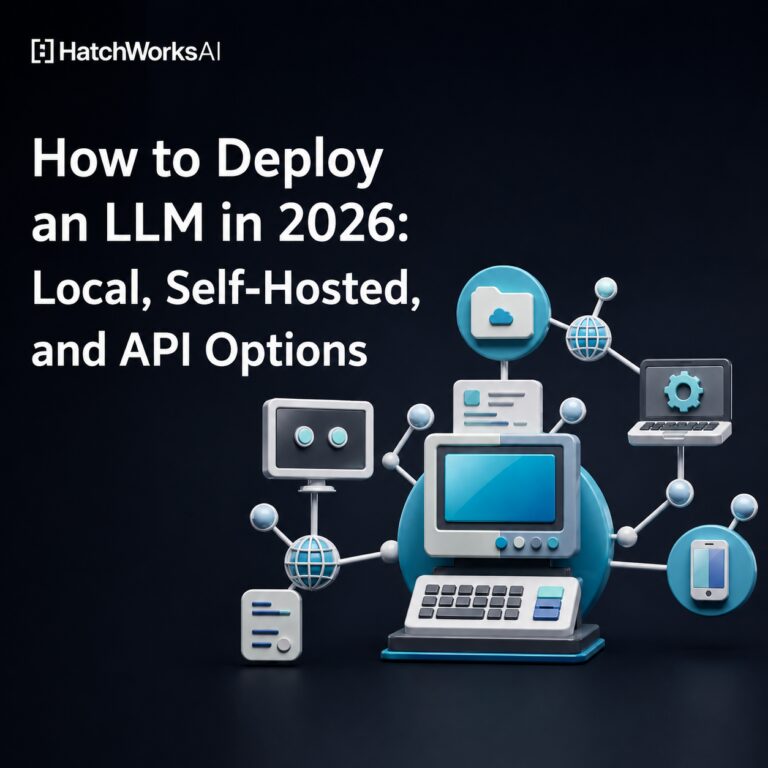 HatchWorksAI
How to Deploy
an LLM in 2026:
Local, Self-Hosted,
and API Options